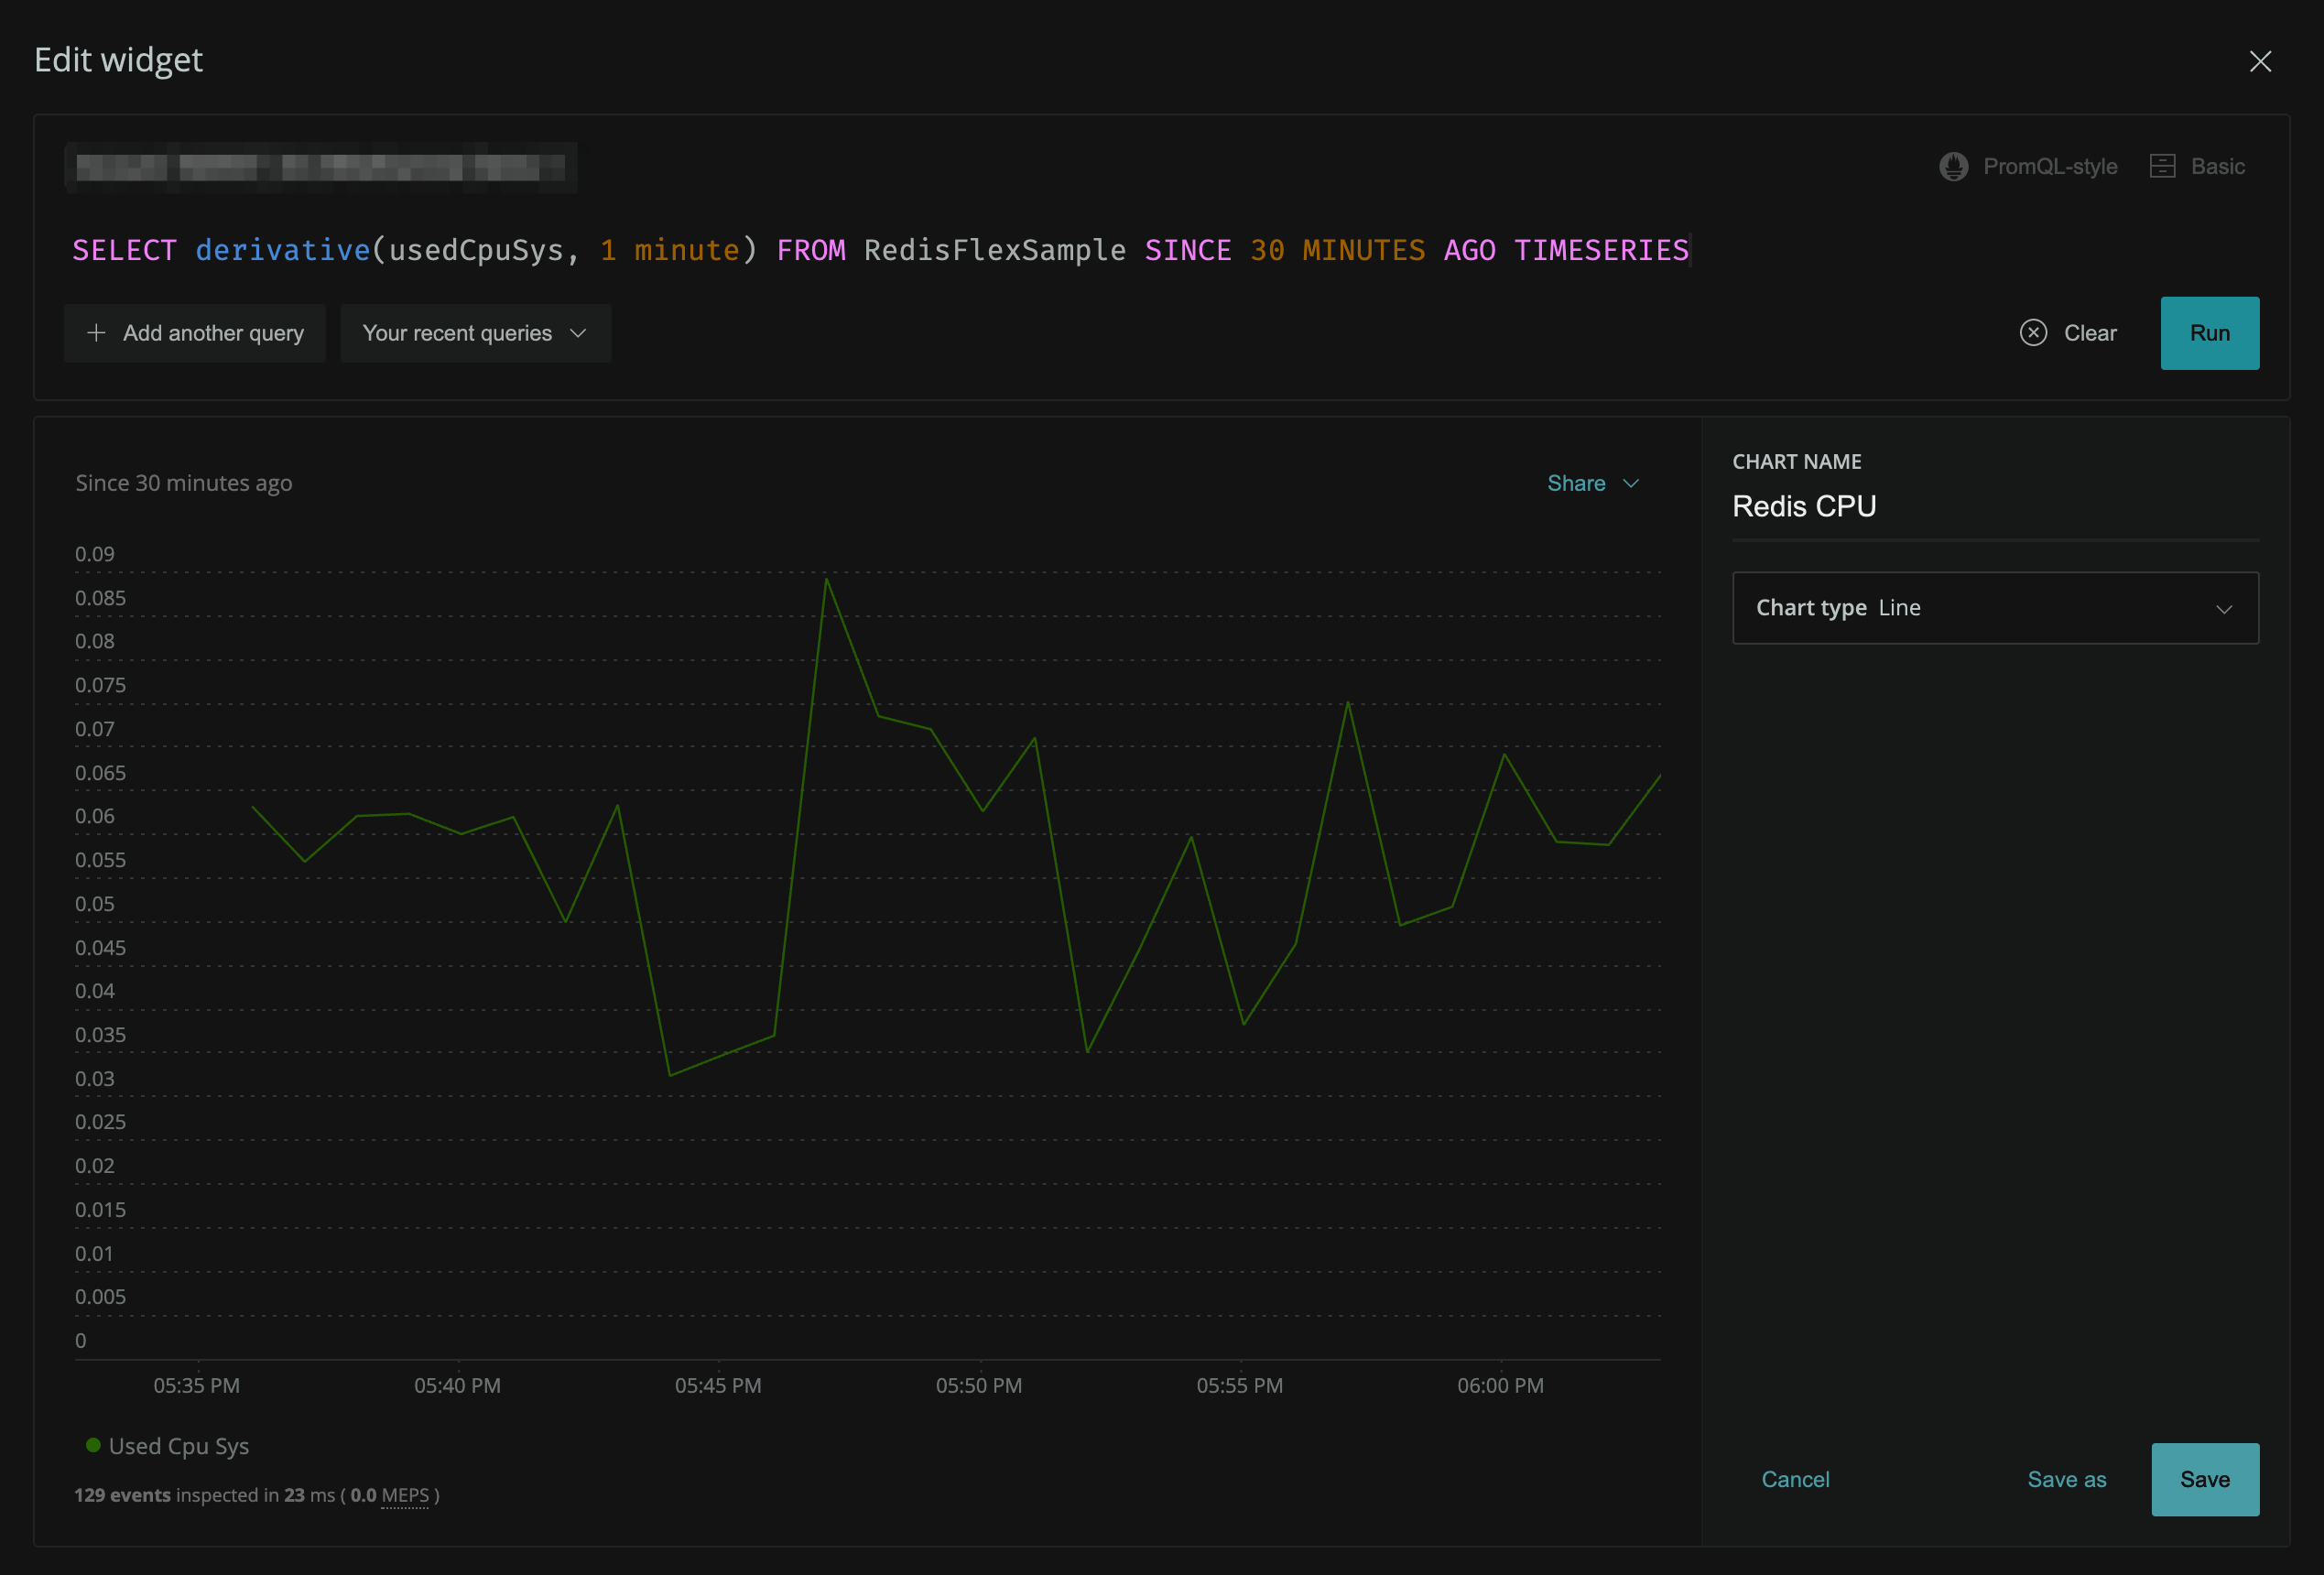 Edit widget
PromQL-style
Basic
SELECT derivative(usedCpuSys, 1 minute) FROM RedisFlexSample SINCE 30 MINUTES AGO TIMESERIES
Add another query
Your recent queries
Clear
Run
Since 30 minutes ago
Share
0.09
0.085
0.08
0.075
0.07
0.065
0.06
0.055
0.05
0.045
0.04
0.035
0.03
0.025
0.02
0.015
0.01
0.005
0
05:35 PM
05:40 PM
05:45 PM
05:50 PM
05:55 PM
06:00 PM
Used Cpu Sys
129 events inspected in 23 ms ( 0.0 MEPS )
CHART NAME
Redis CPU
Chart type Line
Cancel
Save as
Save